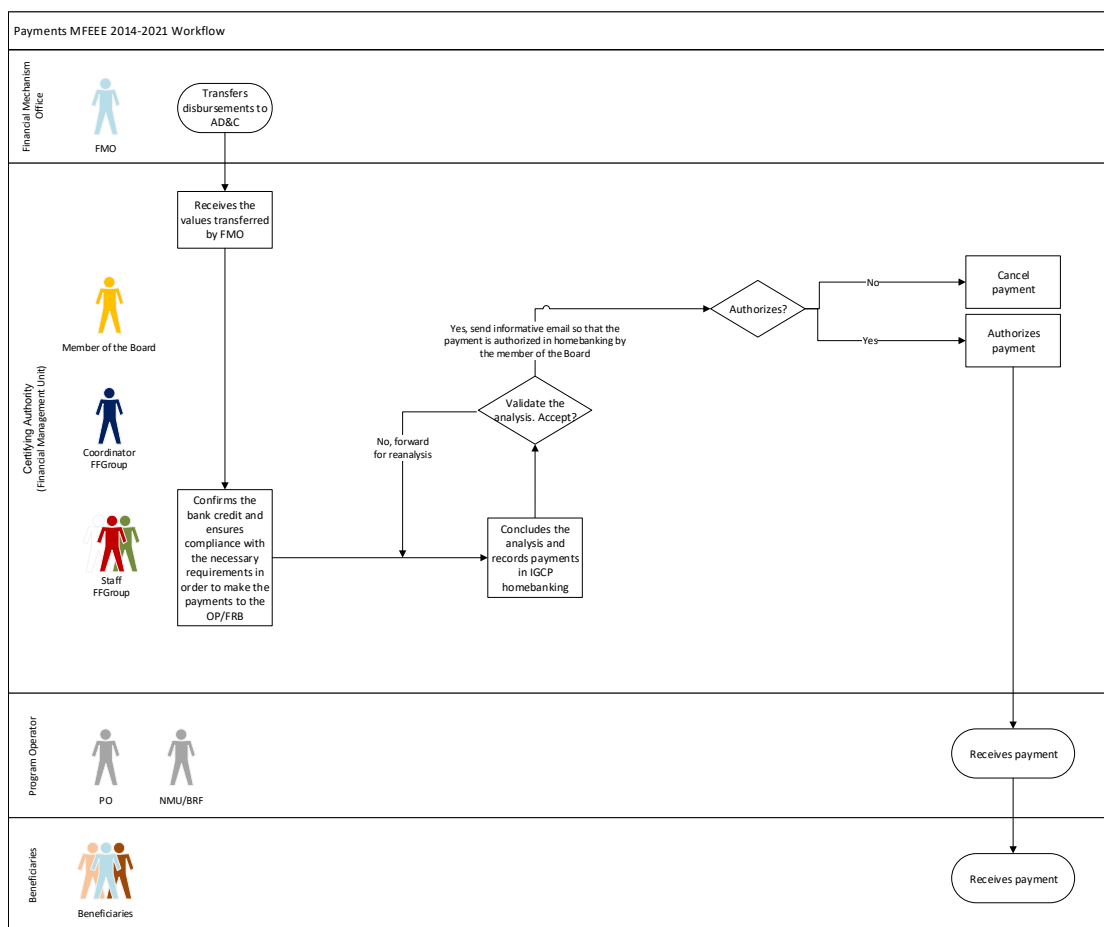 Payments MFEEE 2014-2021 Workflow
Financial Mechanism
Office
FMO
Transfers
disbursements to
AD&C
Certifying Authority
(Financial Management Unit)
Receives the
values transferred
by FMO
Member of the Board
Yes, send informative email so that the
payment is authorized in homebanking by
the member of the Board
Authorizes?
No
Cancel
payment
Yes
Authorizes
payment
Coordinator
FFGroup
No, forward
for reanalysis
Validate the
analysis. Accept?
Staff
FFGroup
Confirms the
bank credit and
ensures
compliance with
the necessary
requirements in
order to make the
payments to the
OP/FRB
Concludes the
analysis and
records payments
in IGCP
homebanking
Program Operator
PO
NMU/BRF
Receives payment
Beneficiaries
Beneficiaries
Receives payment